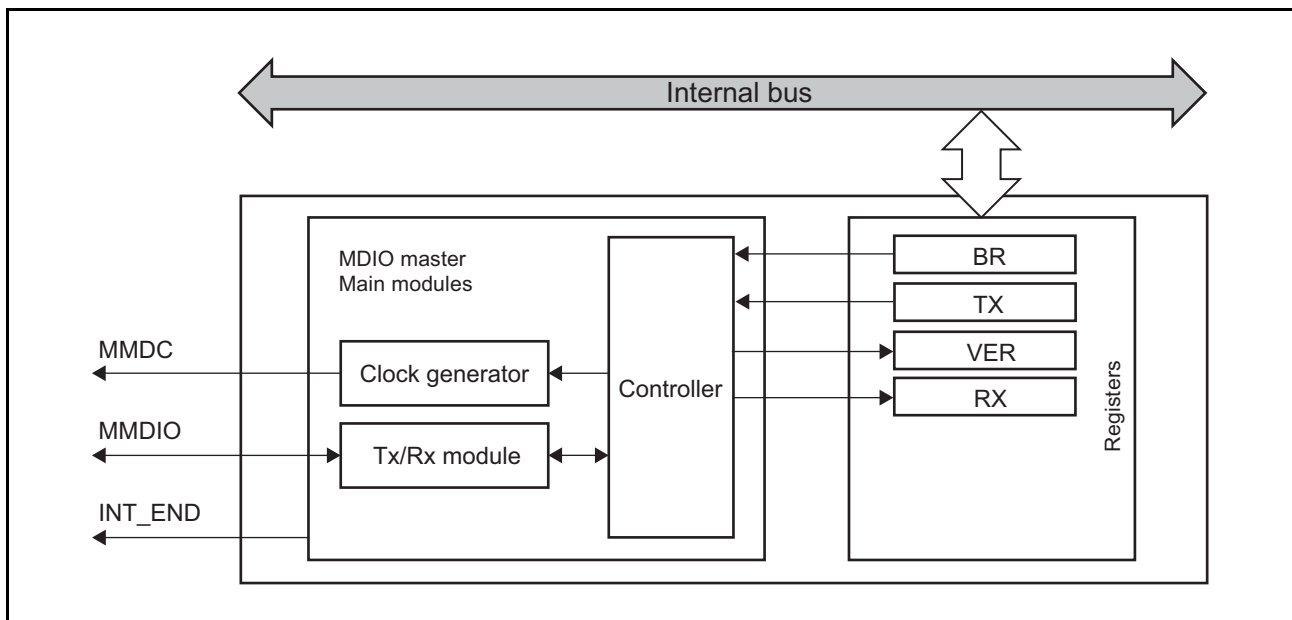 Internal bus
MDIO master
Main modules
BR
TX
VER
RX
Registers
Controller
Clock generator
Tx/Rx module
MMDC
MMDIO
INT_END